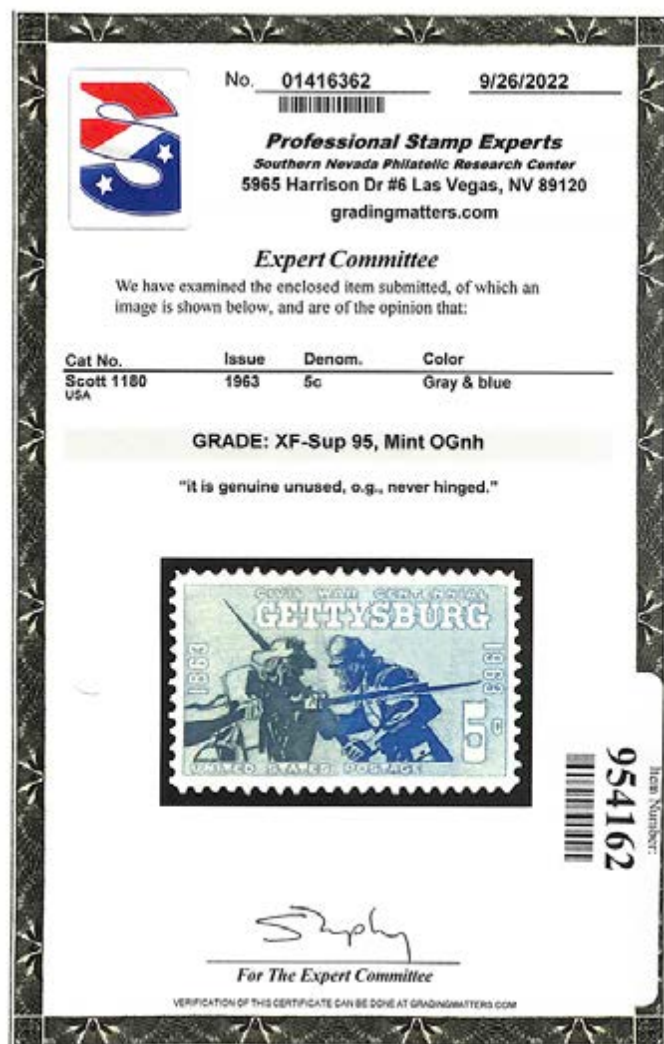 No. 01416362 9/26/2022
Professional Stamp Experts
Southern Nevada Philatelic Research Center
5965 Harrison Dr #6 Las Vegas, NV 89120
gradingmatters.com
Expert Committee
We have examined the enclosed item submitted, of which an
image is shown below, and are of the opinion that:
Cat No. Issue Denom. Color
Scott 1180 1963 5c Gray & blue
USA
GRADE: XF-Sup 95, Mint OGnh
"it is genuine unused, o.g., never hinged."
CIVIL WAR CENTENNIAL
GETTYSBURG
1863
1963
5c
UNITED STATES POSTAGE
Item Number:
954162
For The Expert Committee
VERIFICATION OF THIS CERTIFICATE CAN BE DONE AT GRADINGMATTERS.COM